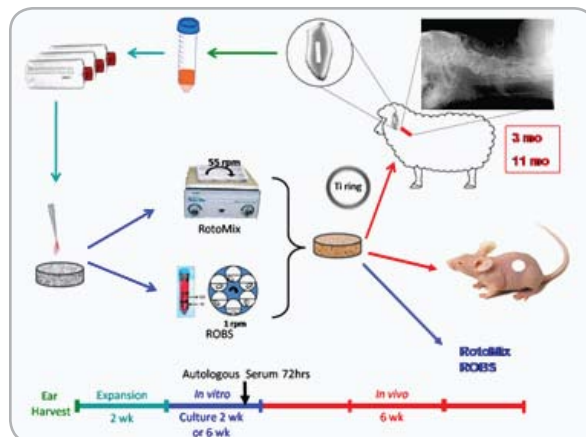 3 mo
11 mo
55 rpm
RotoMix
Ti ring
ROBS
1 rpm
RotoMix
ROBS
Autologous Serum 72hrs
Ear
Harvest
Expansion
2 wk
In vitro
Culture 2 wk
or 6 wk
In vivo
6 wk